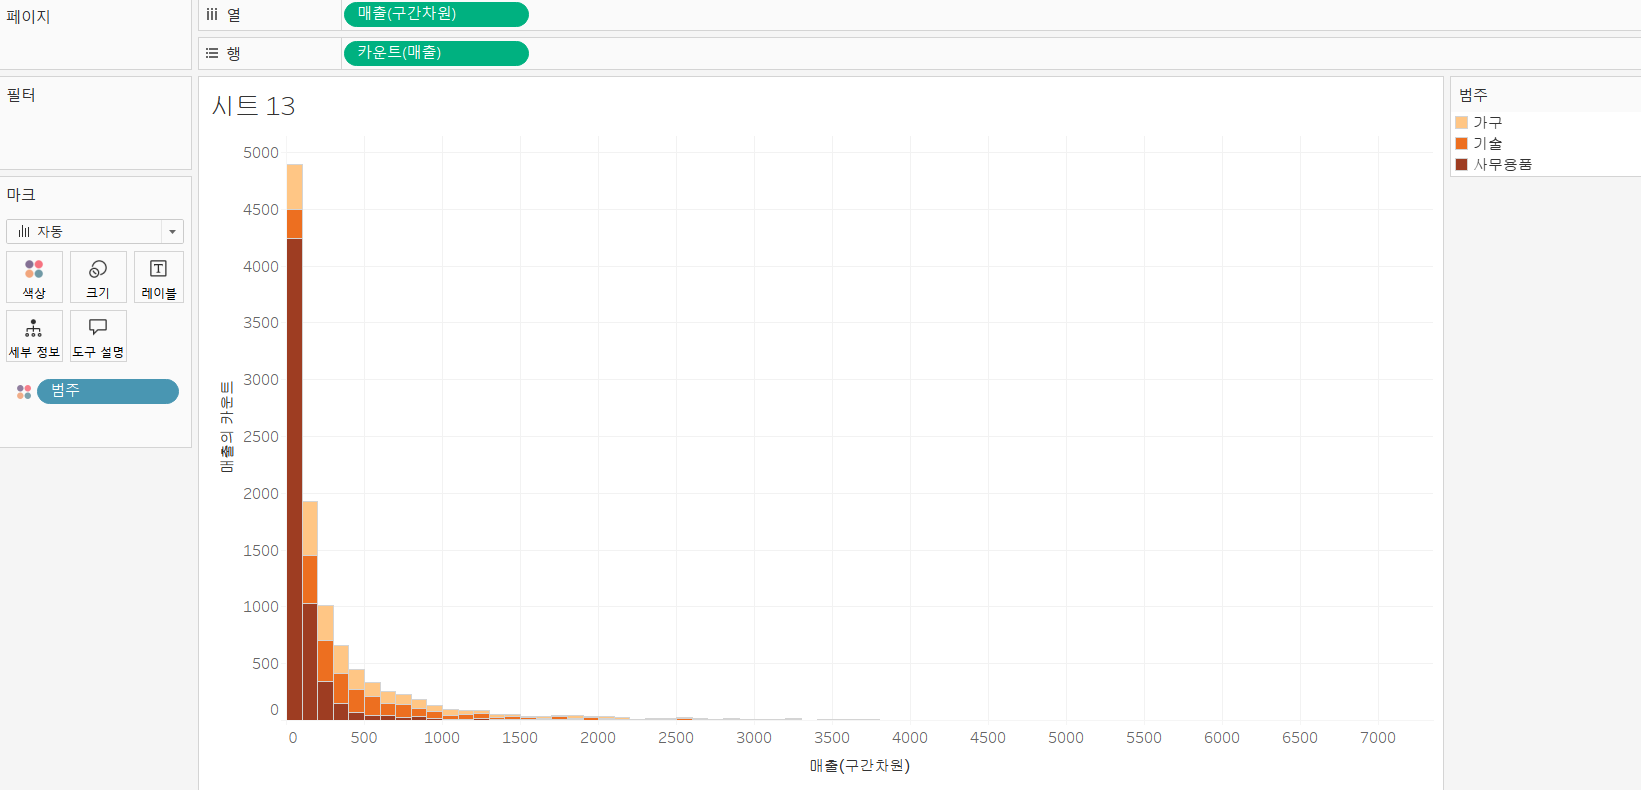 페이지
열
매출(구간차원)
행
카운트(매출)
필터
마크
자동
색상
크기
레이블
세부 정보
도구 설명
범주
시트 13
매출의 카운트
5000
4500
4000
3500
3000
2500
2000
1500
1000
500
0
0
500
1000
1500
2000
2500
3000
3500
4000
4500
5000
5500
6000
6500
7000
매출(구간차원)
범주
가구
기술
사무용품